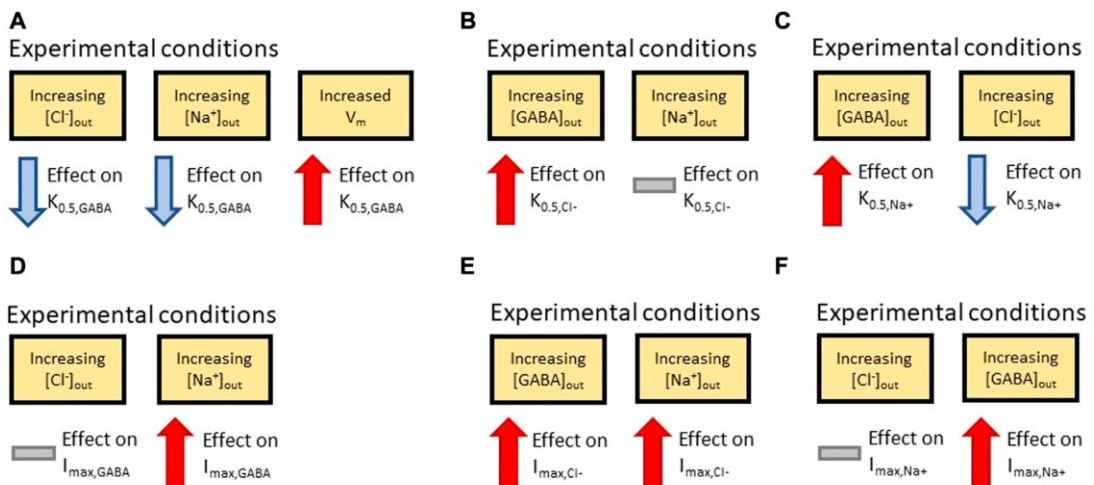 A
Experimental conditions
Increasing
[Cl⁻]out
Increasing
[Na⁺]out
Increased
Vm
Effect on
K0.5,GABA
Effect on
K0.5,GABA
Effect on
K0.5,GABA
B
Experimental conditions
Increasing
[GABA]out
Increasing
[Na⁺]out
Effect on
K0.5,Cl-
Effect on
K0.5,Cl-
C
Experimental conditions
Increasing
[GABA]out
Increasing
[Cl⁻]out
Effect on
K0.5,Na+
Effect on
K0.5,Na+
D
Experimental conditions
Increasing
[Cl⁻]out
Increasing
[Na⁺]out
Effect on
Imax,GABA
Effect on
Imax,GABA
E
Experimental conditions
Increasing
[GABA]out
Increasing
[Na⁺]out
Effect on
Imax,Cl-
Effect on
Imax,Cl-
F
Experimental conditions
Increasing
[Cl⁻]out
Increasing
[GABA]out
Effect on
Imax,Na+
Effect on
Imax,Na+